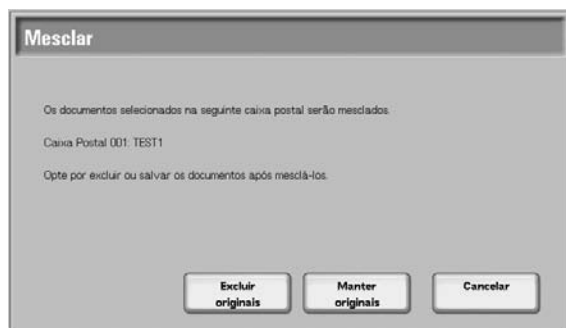 Mesclar
Os documentos selecionados na seguinte caixa postal serão mesclados.
Caixa Postal 001: TEST1
Opte por excluir ou salvar os documentos após mesclá-los.
Excluir
originais
Manter
originais
Cancelar